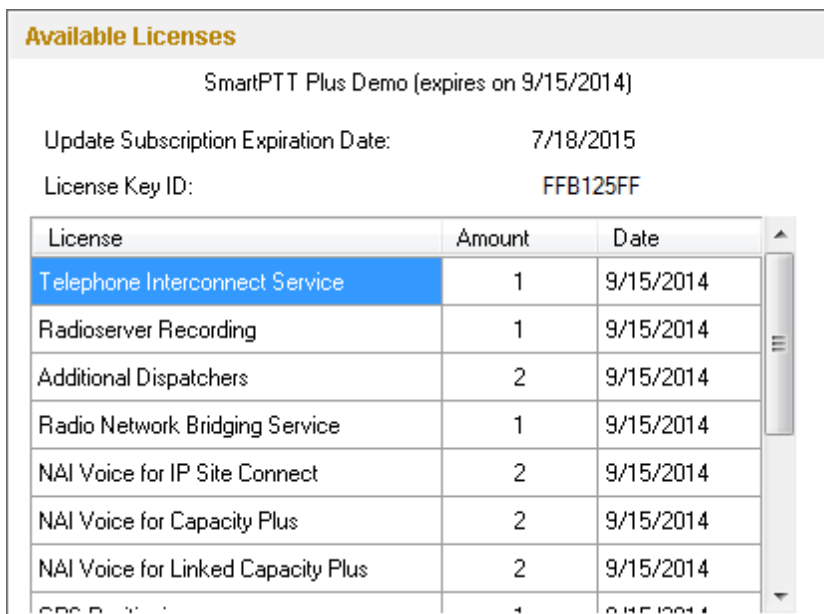 Available Licenses
SmartPTT Plus Demo (expires on 9/15/2014)
Update Subscription Expiration Date: 7/18/2015
License Key ID: FFB125FF
License Amount Date
Telephone Interconnect Service 1 9/15/2014
Radioserver Recording 1 9/15/2014
Additional Dispatchers 2 9/15/2014
Radio Network Bridging Service 1 9/15/2014
NAI Voice for IP Site Connect 2 9/15/2014
NAI Voice for Capacity Plus 2 9/15/2014
NAI Voice for Linked Capacity Plus 2 9/15/2014